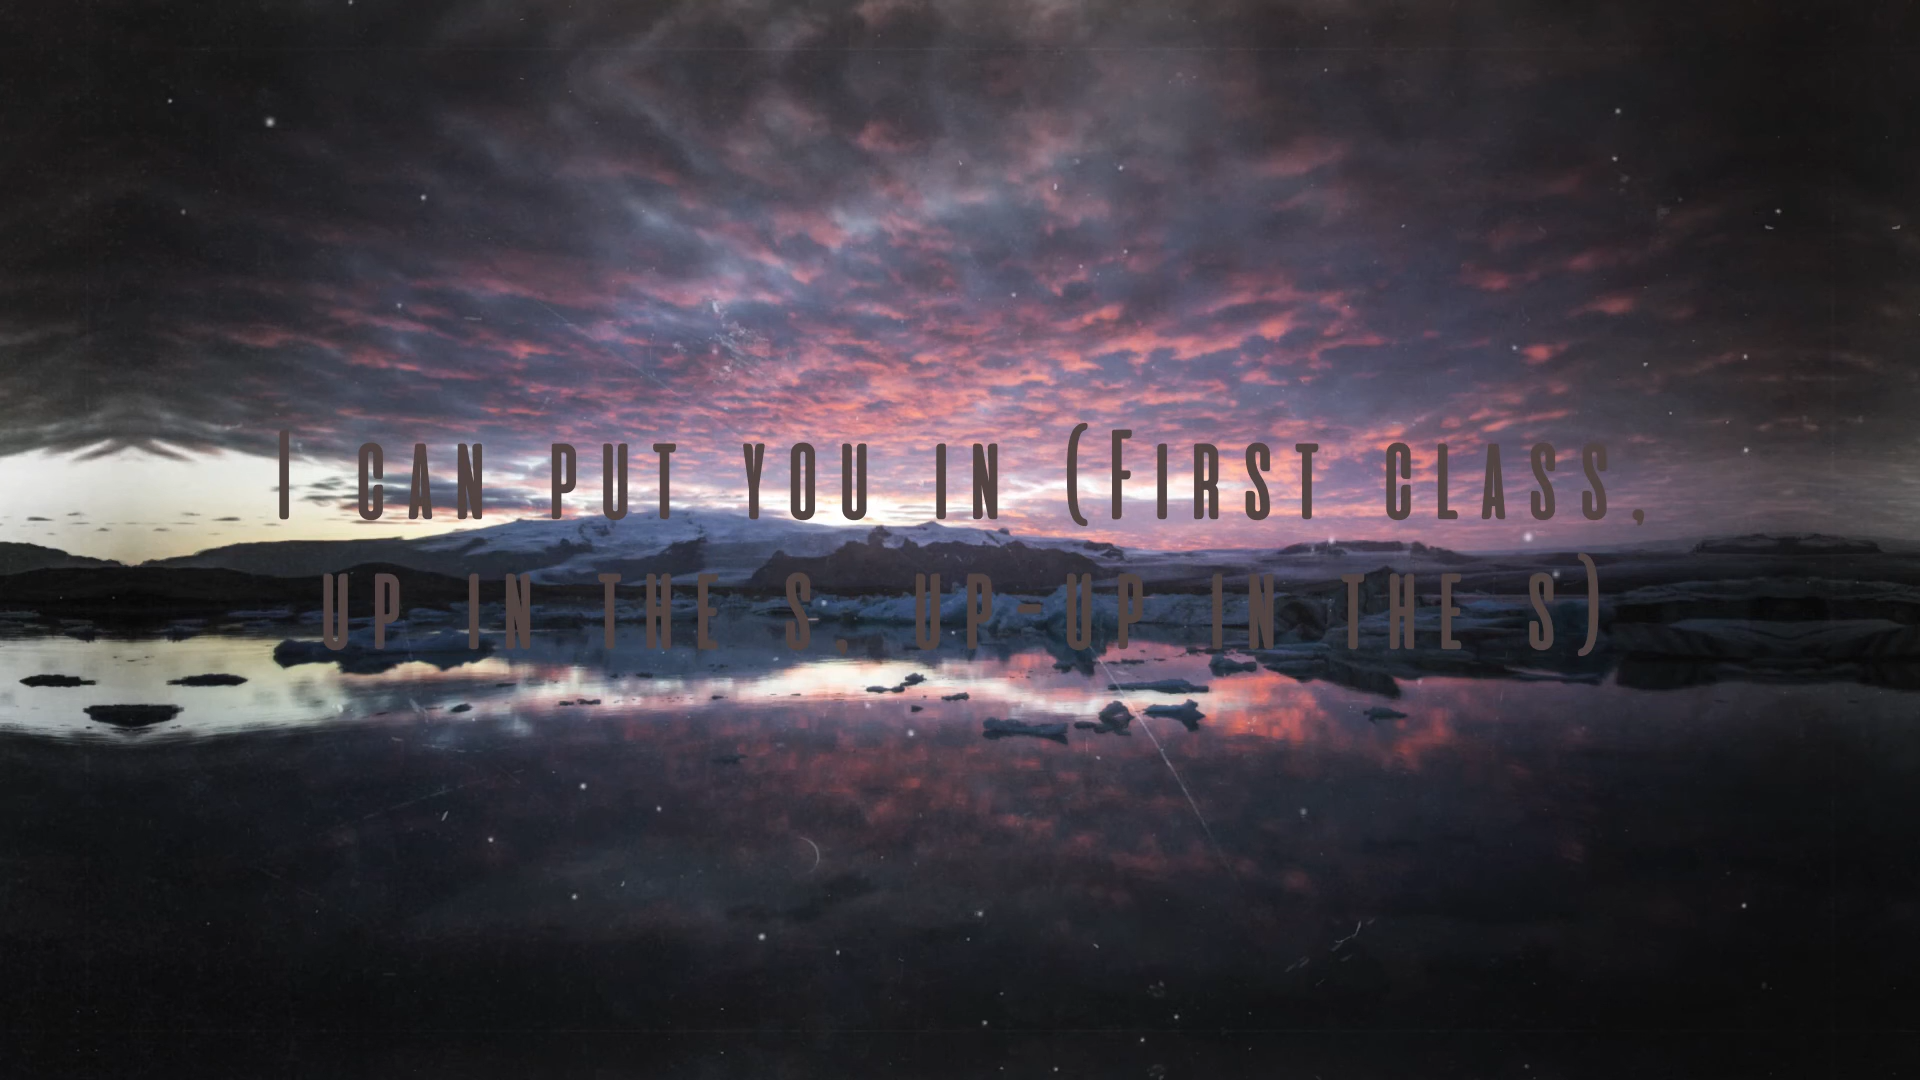 I can put you in (First class,
up in the s, up-up in the s)